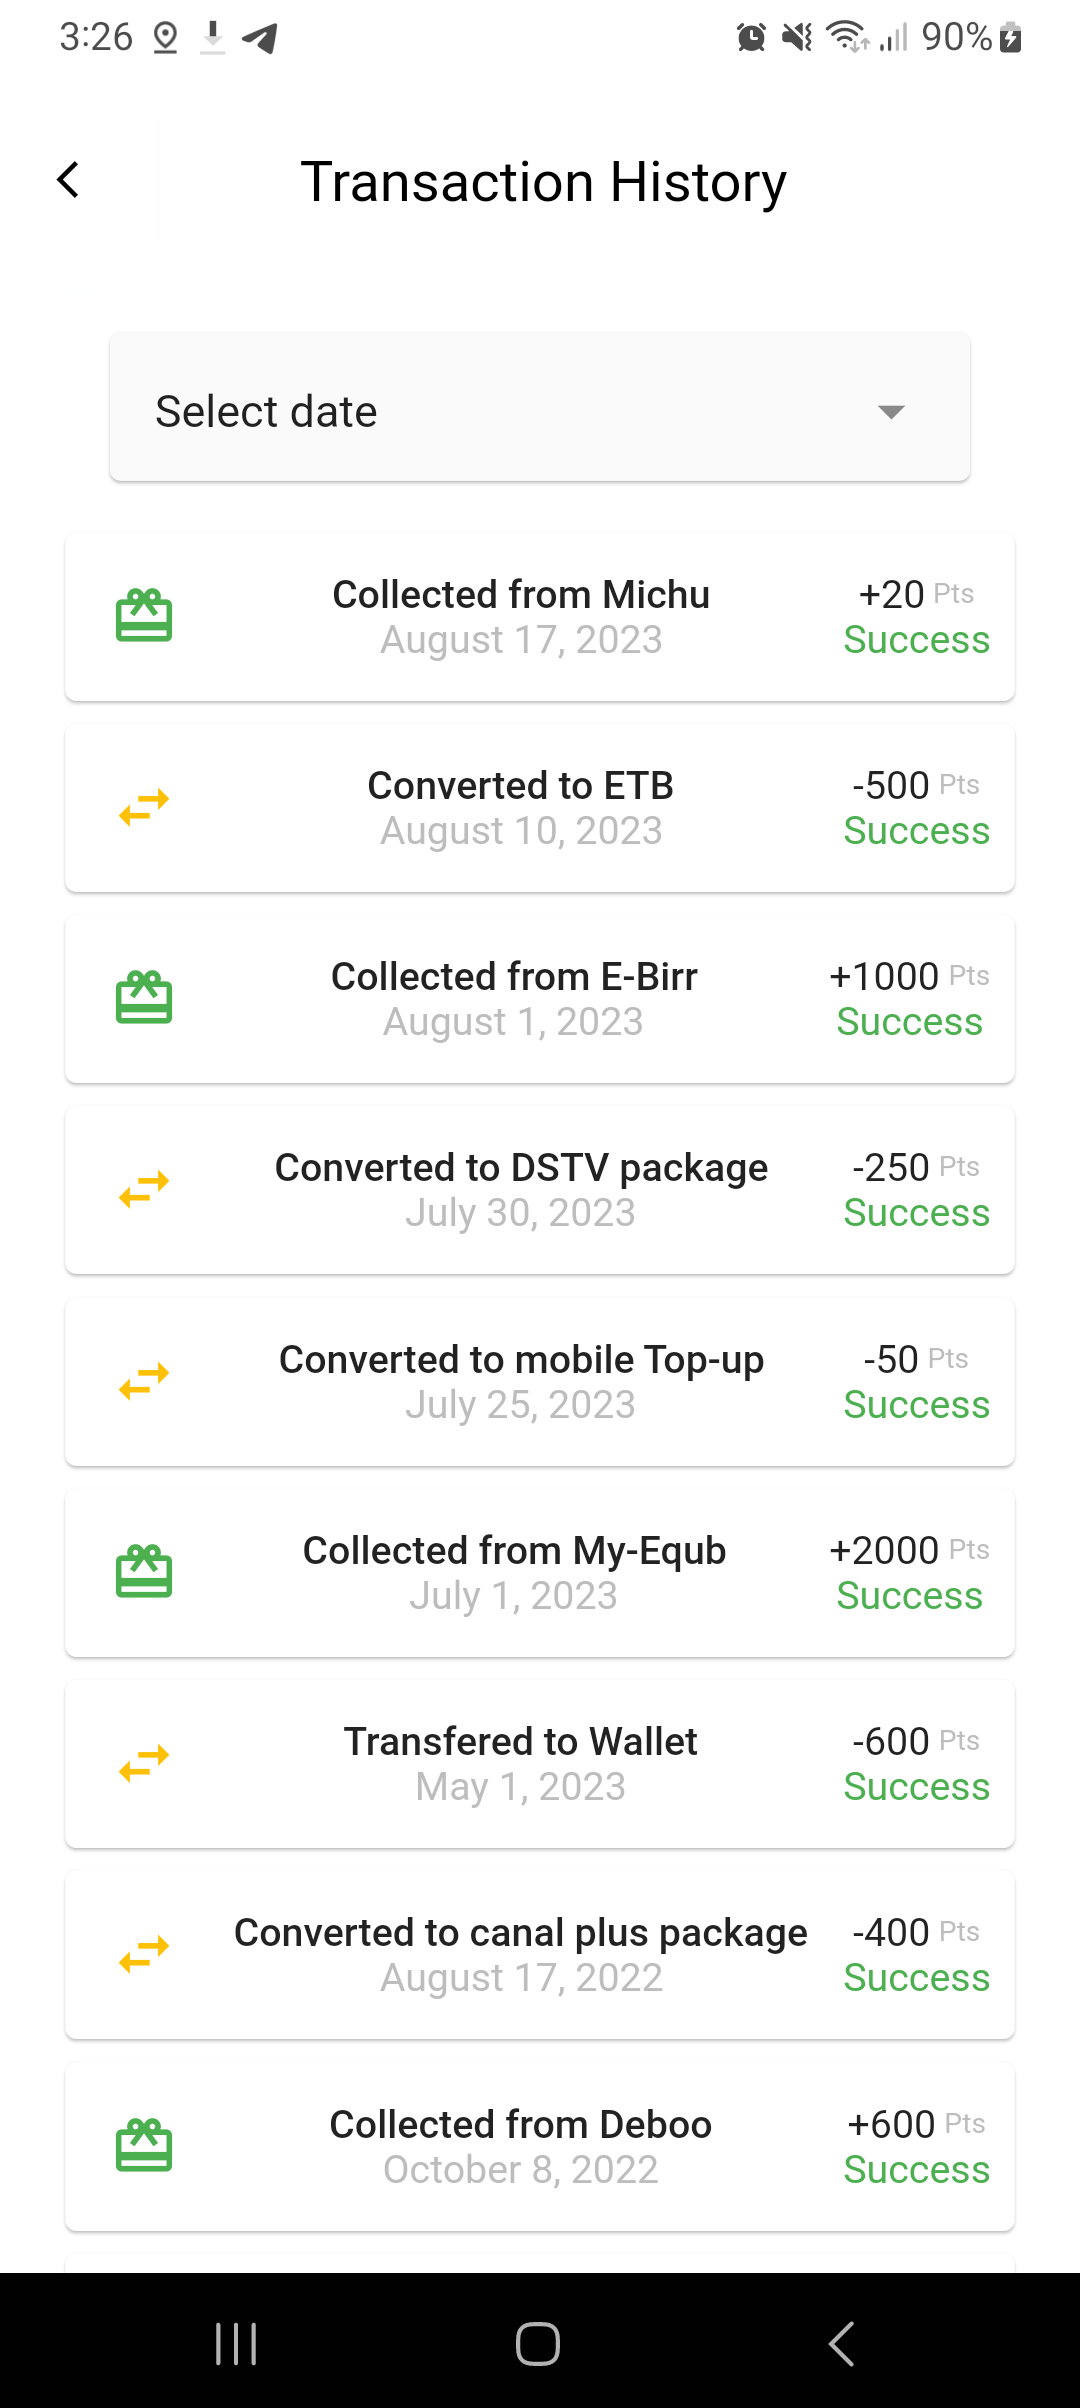 3:26
90%
Transaction History
Select date
Collected from Michu +20 Pts
August 17, 2023 Success
Converted to ETB -500 Pts
August 10, 2023 Success
Collected from E-Birr +1000 Pts
August 1, 2023 Success
Converted to DSTV package -250 Pts
July 30, 2023 Success
Converted to mobile Top-up -50 Pts
July 25, 2023 Success
Collected from My-Equb +2000 Pts
July 1, 2023 Success
Transfered to Wallet -600 Pts
May 1, 2023 Success
Converted to canal plus package -400 Pts
August 17, 2022 Success
Collected from Deboo +600 Pts
October 8, 2022 Success